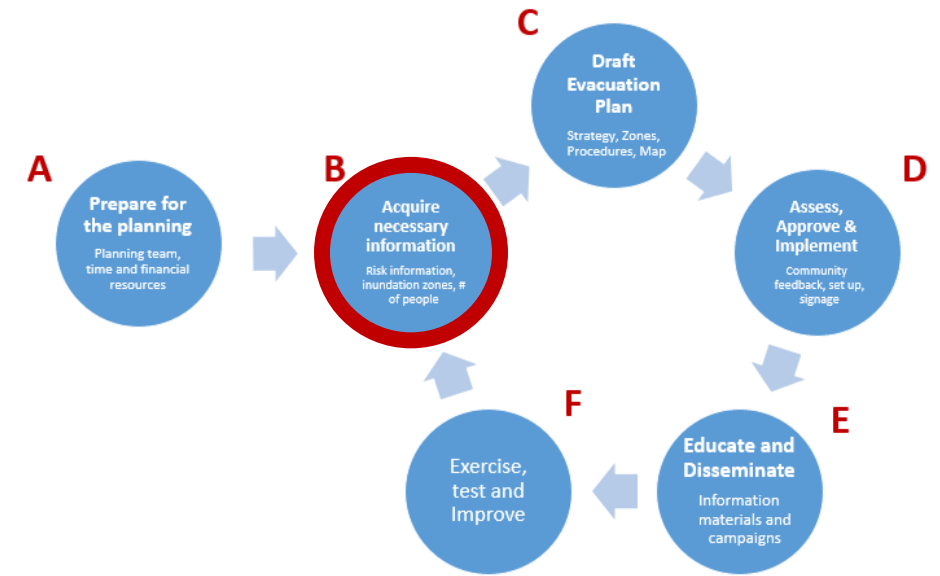 A
Prepare for
the planning
Planning team,
time and financial
resources
B
Acquire
necessary
information
Risk information,
inundation zones, #
of people
C
Draft
Evacuation
Plan
Strategy, Zones,
Procedures, Map
D
Assess,
Approve &
Implement
Community
feedback, set up,
signage
E
Educate and
Disseminate
Information
materials and
campaigns
F
Exercise,
test and
Improve